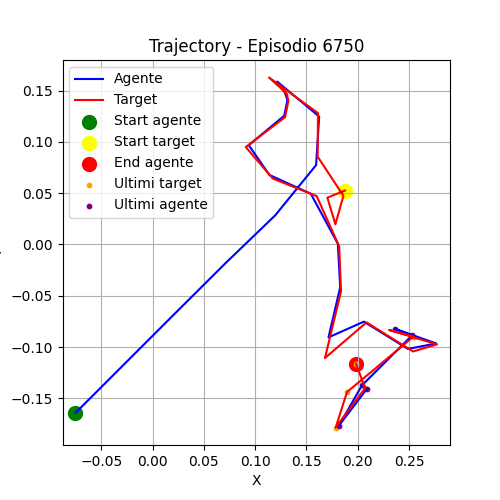 Trajectory - Episodio 6750
Agente
Target
Start agente
Start target
End agente
Ultimi target
Ultimi agente
0.15
0.10
0.05
0.00
−0.05
−0.10
−0.15
−0.05
0.00
0.05
0.10
0.15
0.20
0.25
X